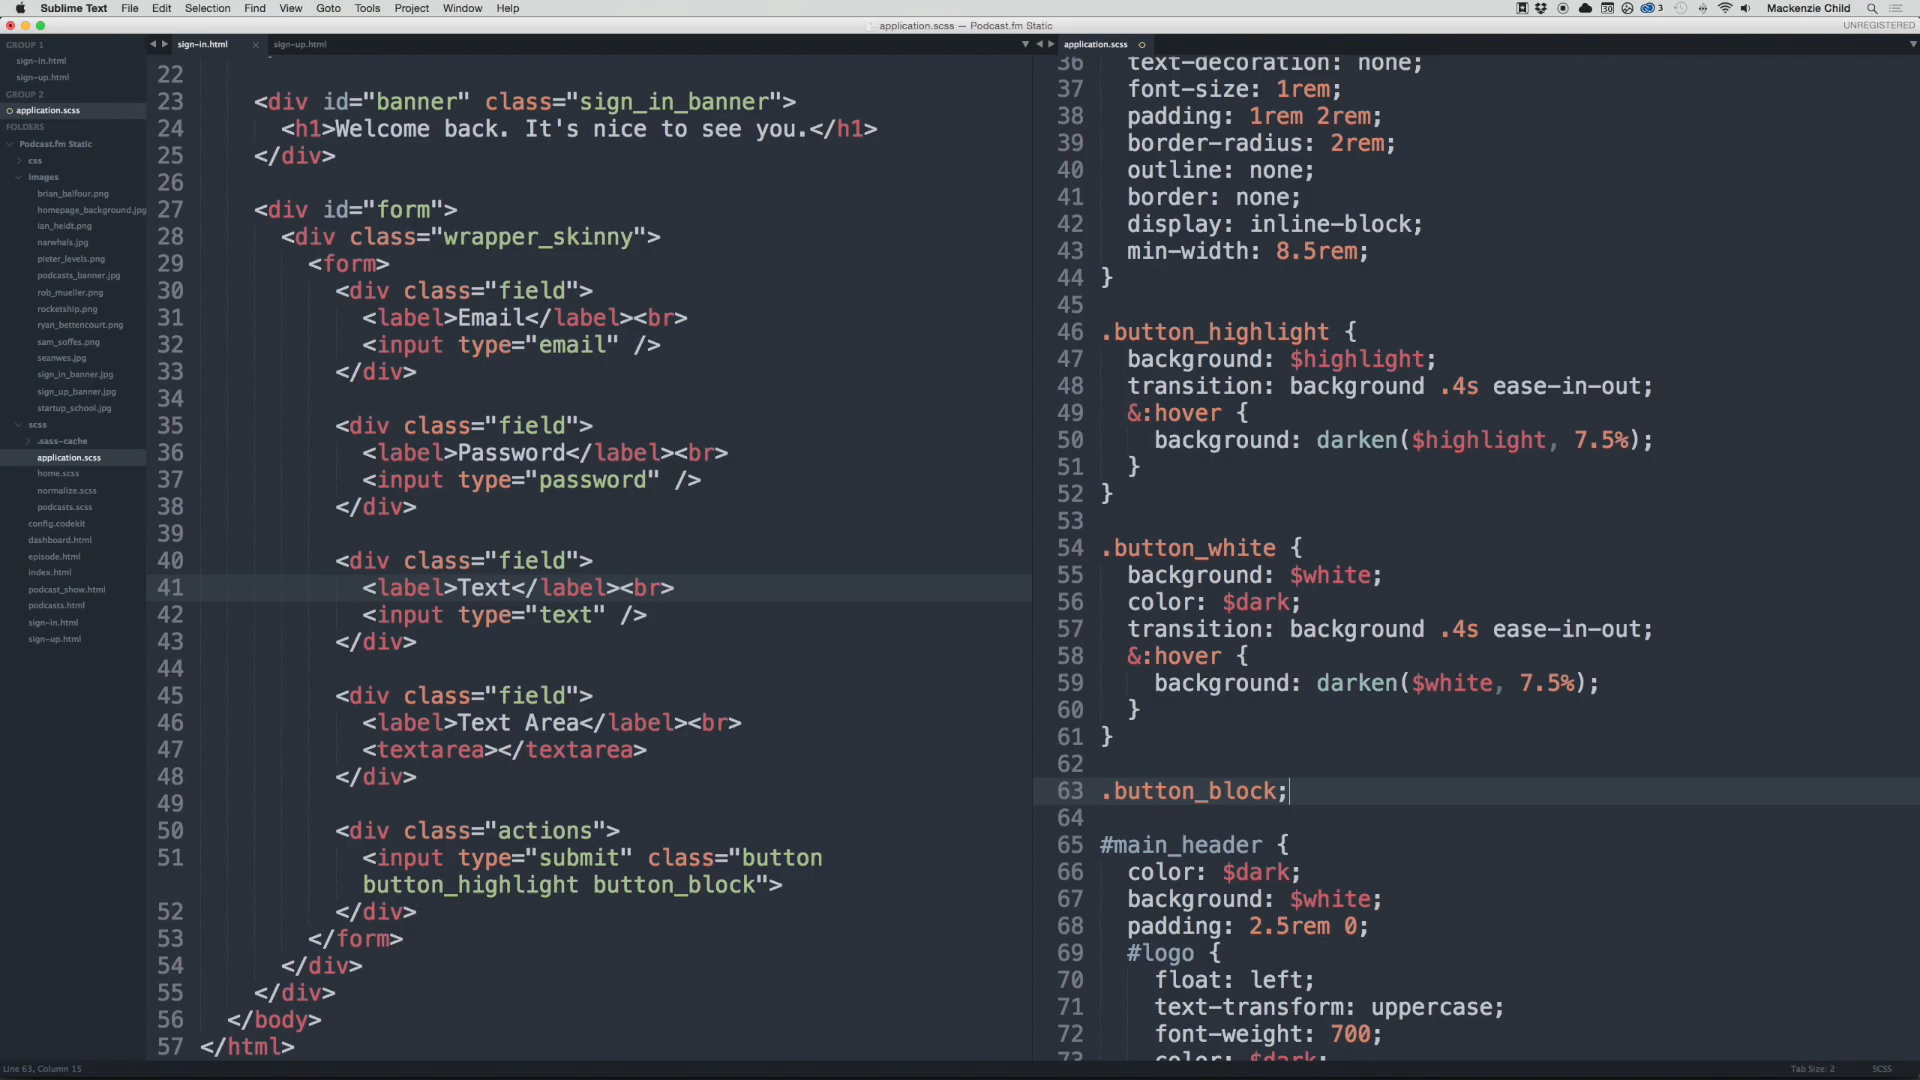 Sublime Text File Edit Selection Find View Goto Tools Project Window Help
30 3 Mackenzie Child
application.scss — Podcast.fm Static
UNREGISTERED
GROUP 1
sign-in.html
sign-up.html
GROUP 2
application.scss
FOLDERS
Podcast.fm Static
css
images
brian_balfour.png
homepage_background.jpg
ian_heidt.png
narwhals.jpg
pieter_levels.png
podcasts_banner.jpg
rob_mueller.png
rocketship.png
ryan_bettencourt.png
sam_soffes.png
seanwes.jpg
sign_in_banner.jpg
sign_up_banner.jpg
startup_school.jpg
scss
.sass-cache
application.scss
home.scss
normalize.scss
podcasts.scss
config.codekit
dashboard.html
episode.html
index.html
podcast_show.html
podcasts.html
sign-in.html
sign-up.html
sign-in.html
sign-up.html
22
23 <div id="banner" class="sign_in_banner">
24 <h1>Welcome back. It's nice to see you.</h1>
25 </div>
26
27 <div id="form">
28 <div class="wrapper_skinny">
29 <form>
30 <div class="field">
31 <label>Email</label><br>
32 <input type="email" />
33 </div>
34
35 <div class="field">
36 <label>Password</label><br>
37 <input type="password" />
38 </div>
39
40 <div class="field">
41 <label>Text</label><br>
42 <input type="text" />
43 </div>
44
45 <div class="field">
46 <label>Text Area</label><br>
47 <textarea></textarea>
48 </div>
49
50 <div class="actions">
51 <input type="submit" class="button
button_highlight button_block">
52 </div>
53 </form>
54 </div>
55 </div>
56 </body>
57 </html>
application.scss
36 text-decoration: none;
37 font-size: 1rem;
38 padding: 1rem 2rem;
39 border-radius: 2rem;
40 outline: none;
41 border: none;
42 display: inline-block;
43 min-width: 8.5rem;
44 }
45
46 .button_highlight {
47 background: $highlight;
48 transition: background .4s ease-in-out;
49 &:hover {
50 background: darken($highlight, 7.5%);
51 }
52 }
53
54 .button_white {
55 background: $white;
56 color: $dark;
57 transition: background .4s ease-in-out;
58 &:hover {
59 background: darken($white, 7.5%);
60 }
61 }
62
63 .button_block;
64
65 #main_header {
66 color: $dark;
67 background: $white;
68 padding: 2.5rem 0;
69 #logo {
70 float: left;
71 text-transform: uppercase;
72 font-weight: 700;
73 color: $dark;
Line 63, Column 15
Tab Size: 2
SCSS